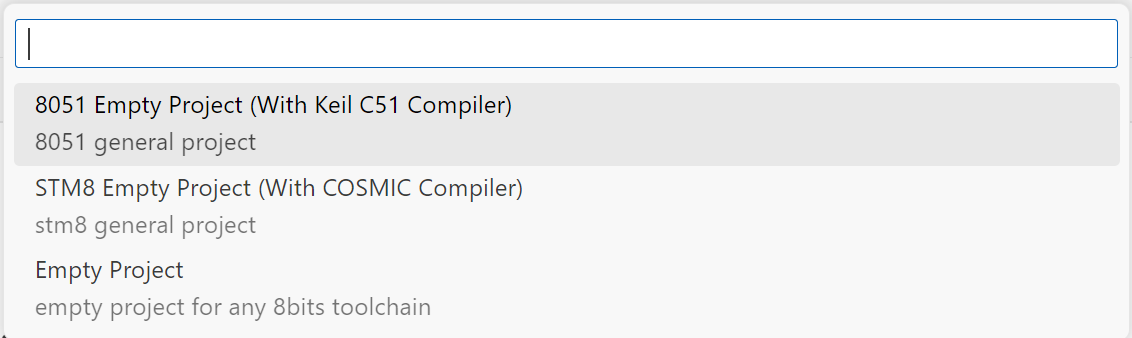 8051 Empty Project (With Keil C51 Compiler)
8051 general project
STM8 Empty Project (With COSMIC Compiler)
stm8 general project
Empty Project
empty project for any 8bits toolchain